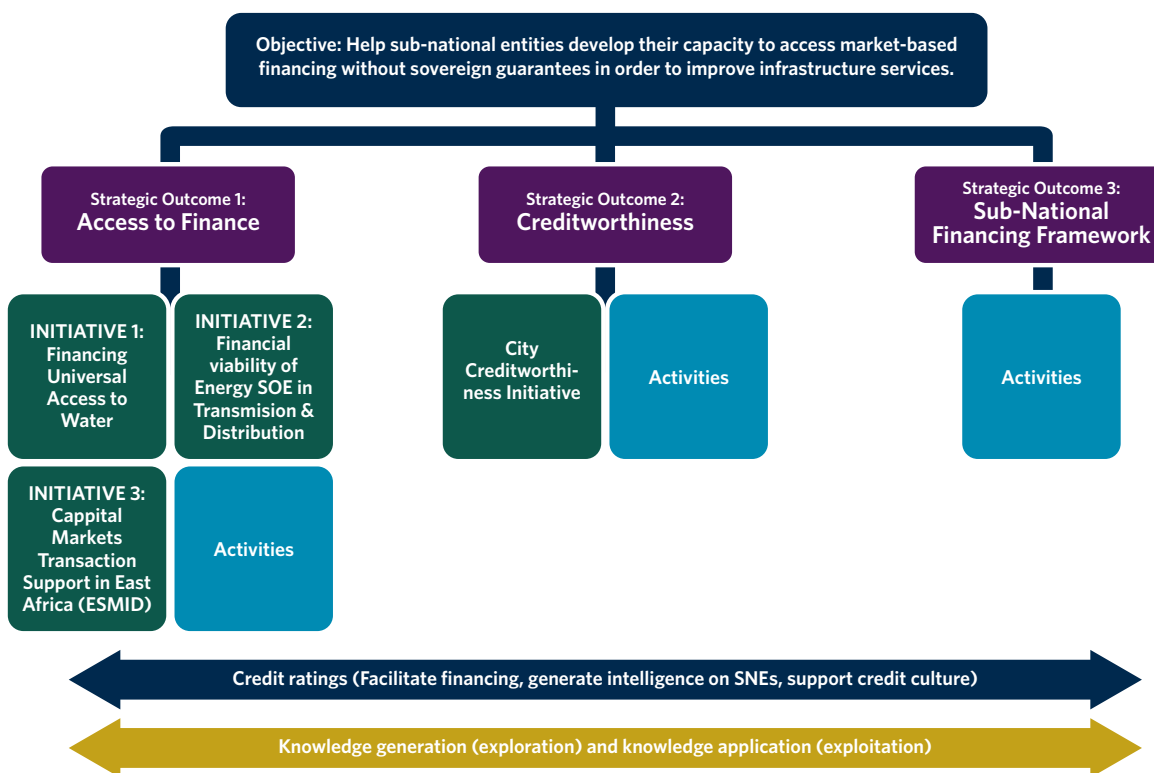 Objective: Help sub-national entities develop their capacity to access market-based
financing without sovereign guarantees in order to improve infrastructure services.
Strategic Outcome 1:
Access to Finance
Strategic Outcome 2:
Creditworthiness
Strategic Outcome 3:
Sub-National
Financing Framework
INITIATIVE 1:
Financing
Universal
Access to
Water
INITIATIVE 2:
Financial
viability of
Energy SOE in
Transmision &
Distribution
City
Creditworthi-
ness Initiative
Activities
Activities
INITIATIVE 3:
Cappital
Markets
Transaction
Support in East
Africa (ESMID)
Activities
Credit ratings (Facilitate financing, generate intelligence on SNEs, support credit culture)
Knowledge generation (exploration) and knowledge application (exploitation)